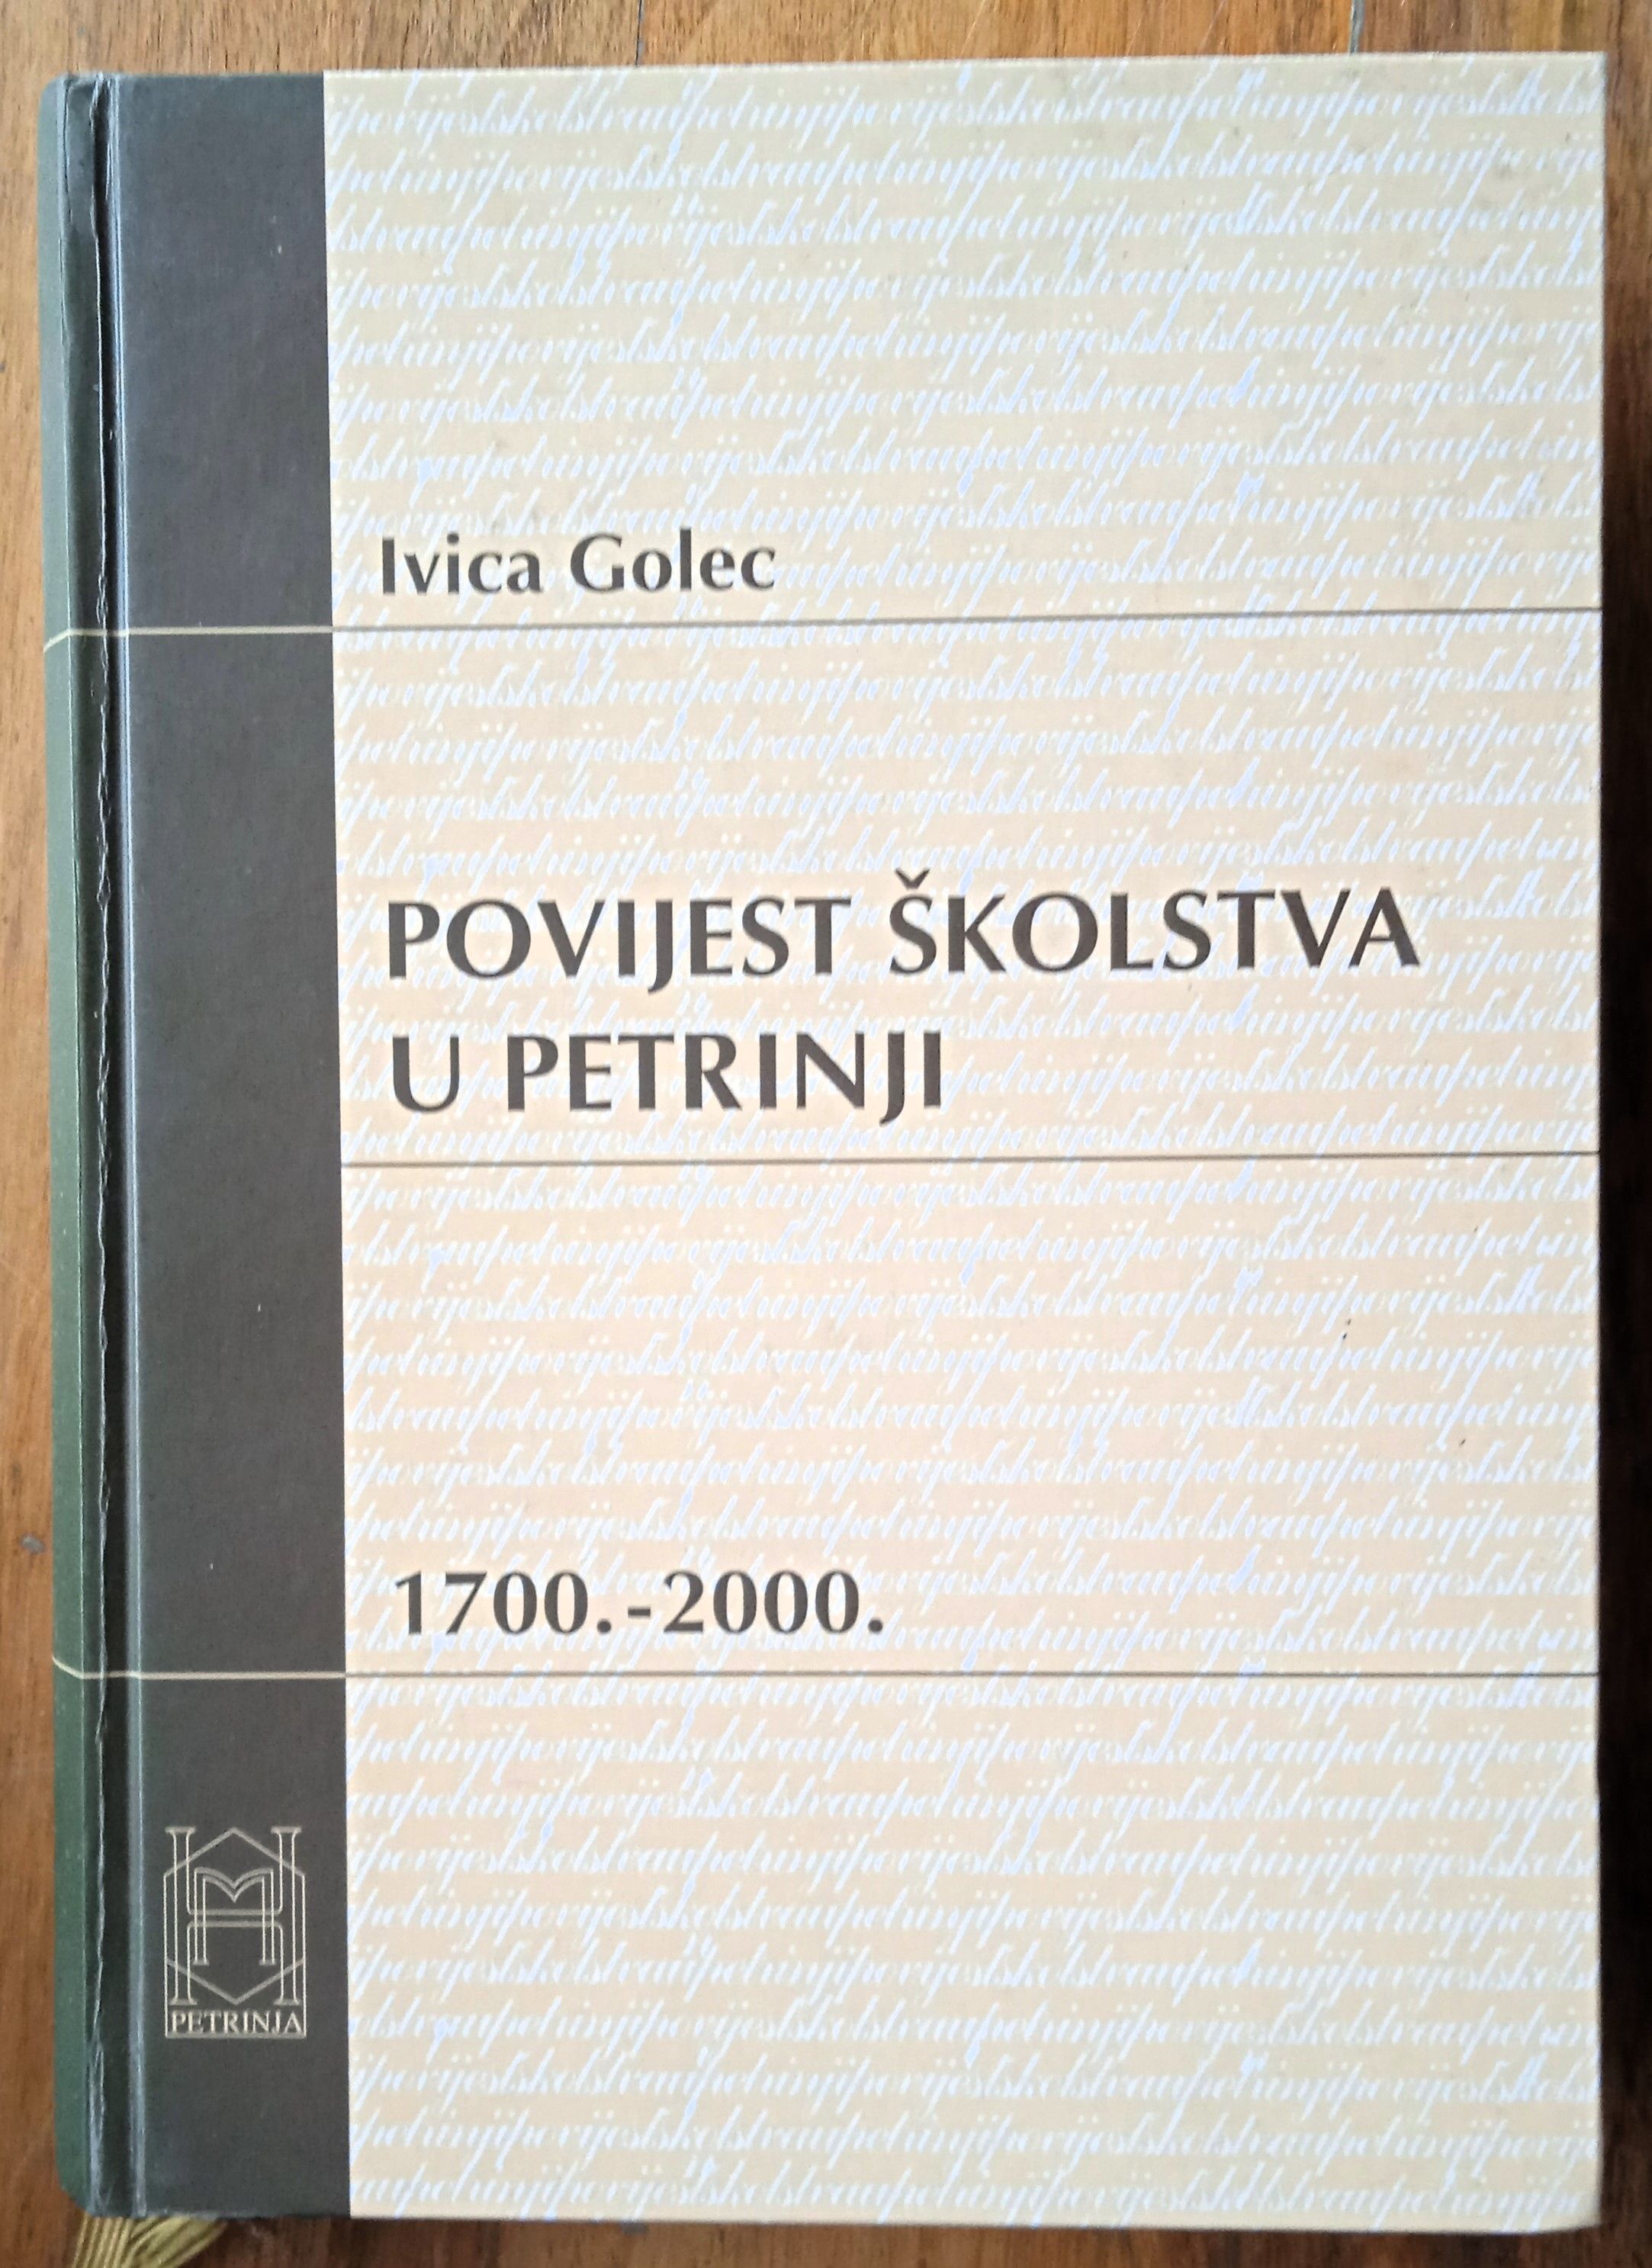 Ivica Golec
POVIJEST ŠKOLSTVA
U PETRINJI
1700.-2000.
PETRINJA